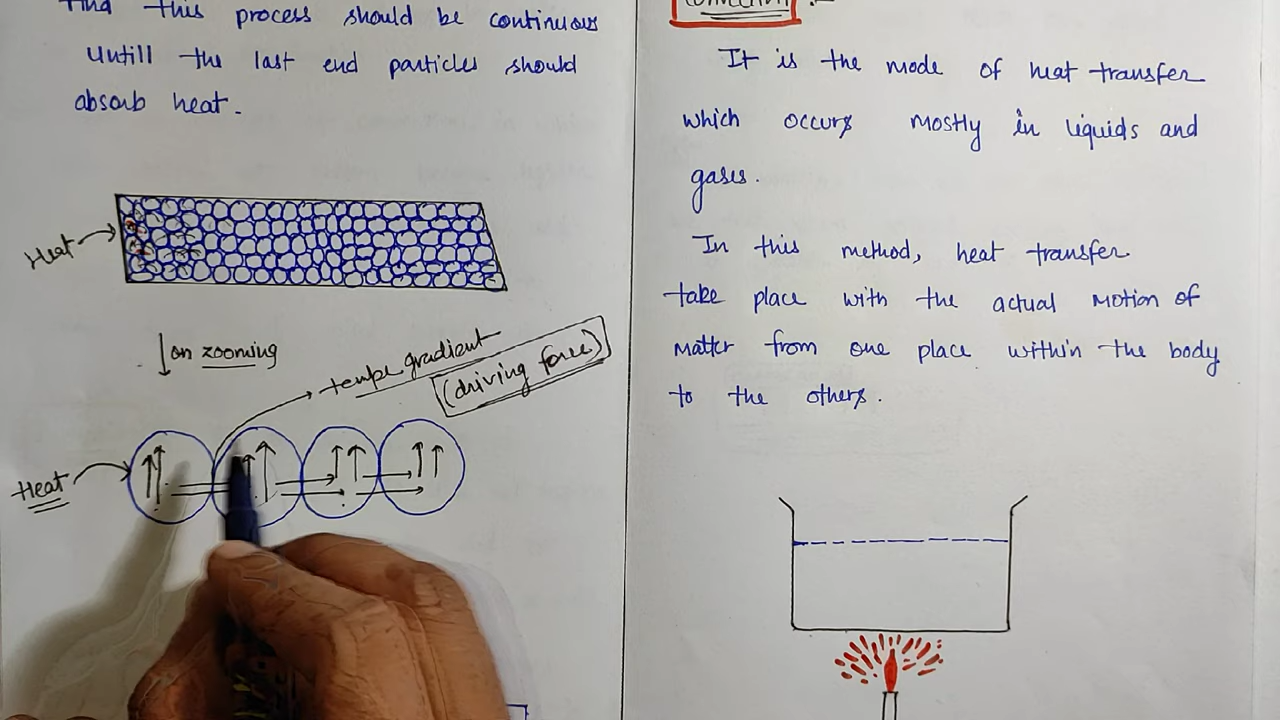 And this process should be continuous
Untill the last end particles should
absorb heat.
Heat
on zooming
tempe gradient
(driving force)
Heat
Convection :-
It is the mode of heat transfer
which occurs mostly in liquids and
gases.
In this method, heat transfer
take place with the actual motion of
matter from one place within the body
to the others.